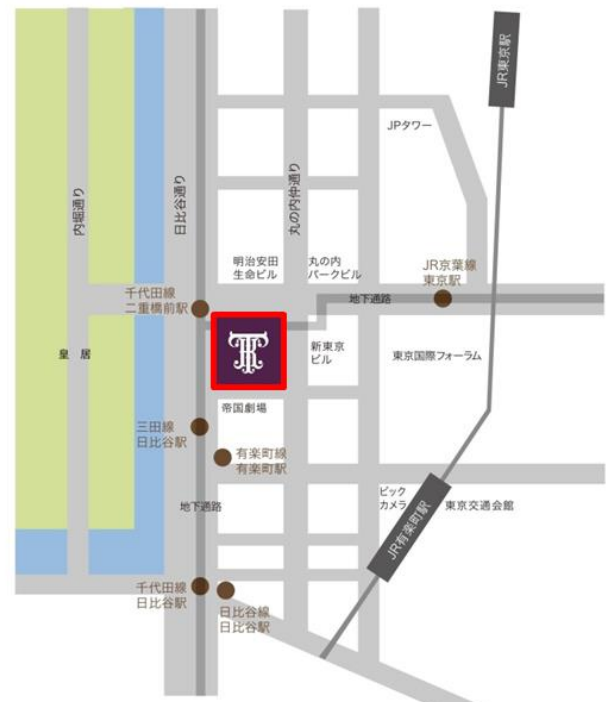 JR東京駅
JPタワー
内堀通り
日比谷通り
丸の内仲通り
明治安田
生命ビル
丸の内
パークビル
JR京葉線
東京駅
千代田線
二重橋前駅
地下通路
皇居
新東京
ビル
東京国際フォーラム
帝国劇場
三田線
日比谷駅
有楽町線
有楽町駅
ビック
カメラ
東京交通会館
地下通路
JR有楽町駅
千代田線
日比谷駅
日比谷線
日比谷駅